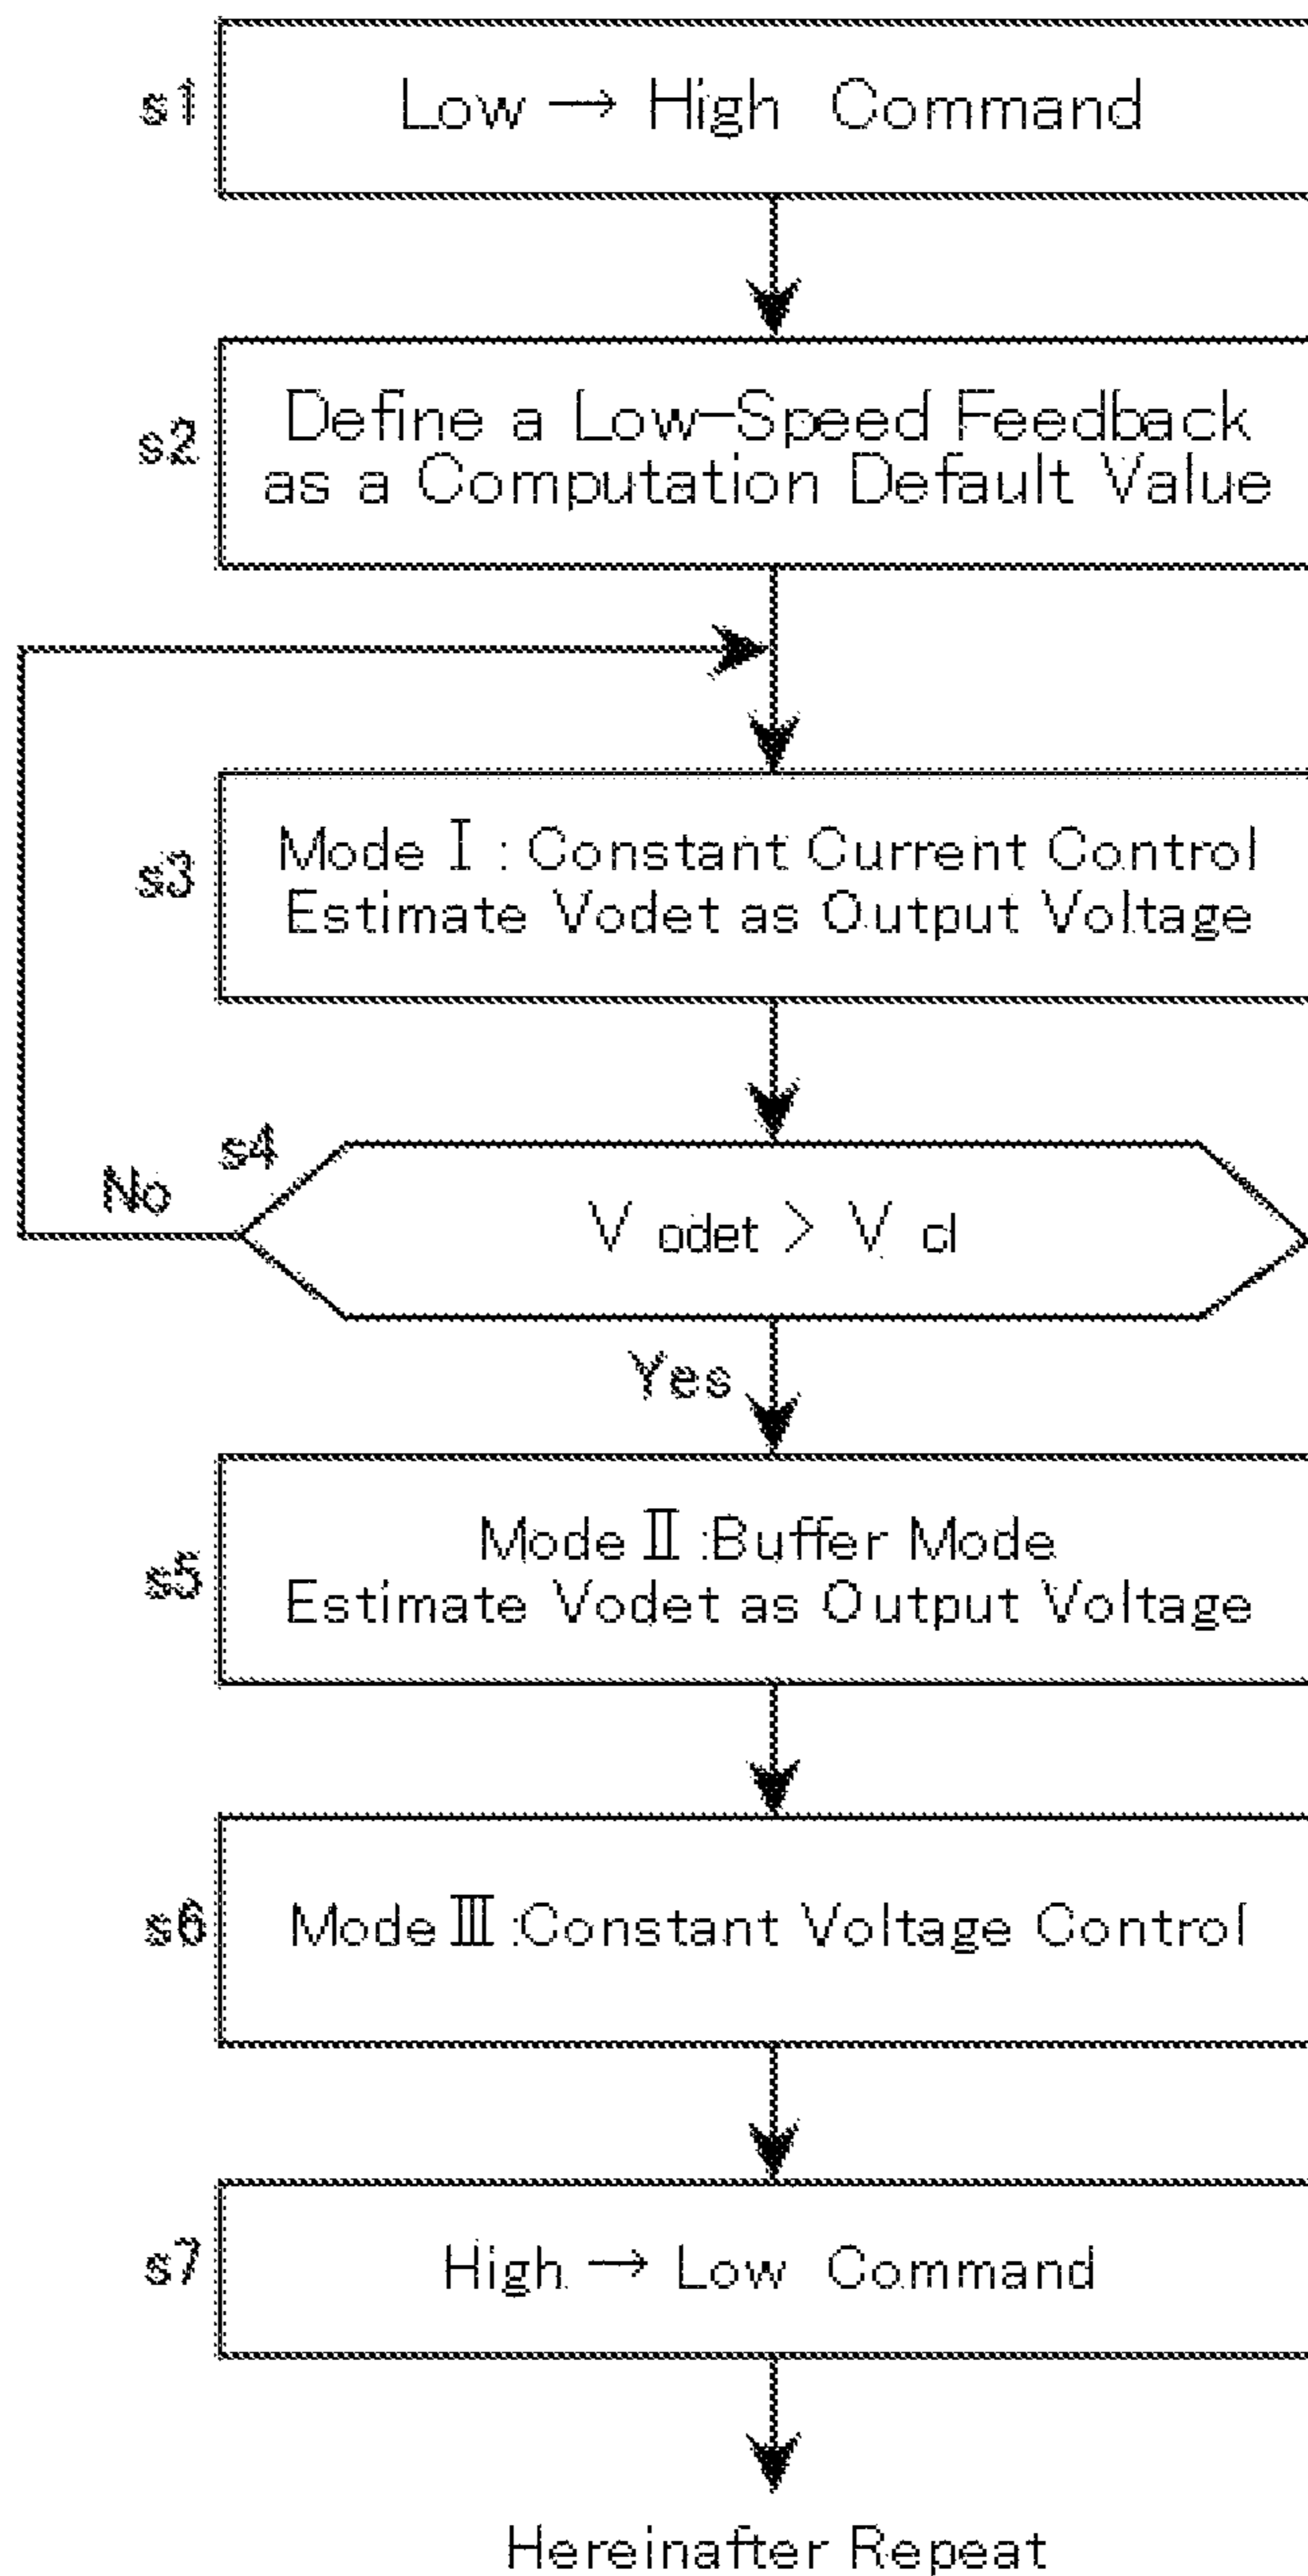 s1
Low → High Command
s2
Define a Low-Speed Feedback
as a Computation Default Value
s3
Mode Ⅰ : Constant Current Control
Estimate Vodet as Output Voltage
s4
No
V odet > V cl
Yes
s5
Mode Ⅱ :Buffer Mode
Estimate Vodet as Output Voltage
s6
Mode Ⅲ :Constant Voltage Control
s7
High → Low Command
Hereinafter Repeat